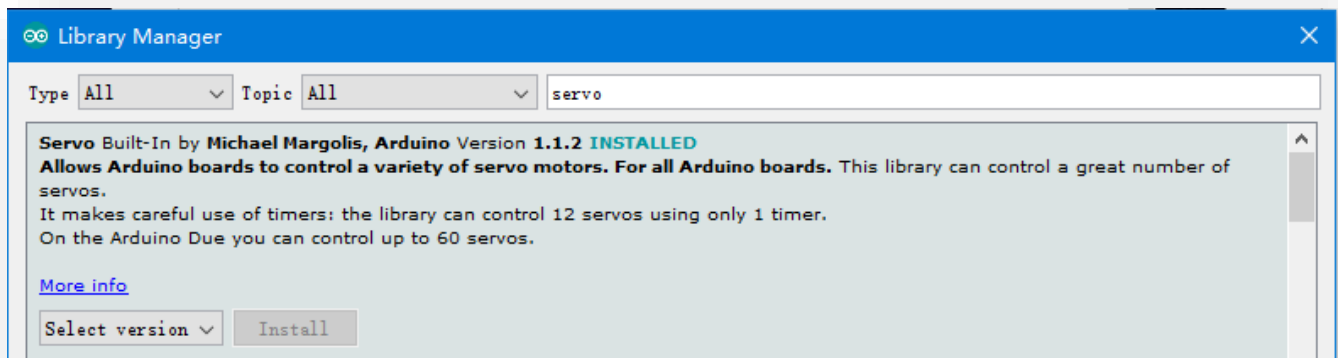 Library Manager
Type All Topic All servo
Servo Built-In by Michael Margolis, Arduino Version 1.1.2 INSTALLED
Allows Arduino boards to control a variety of servo motors. For all Arduino boards. This library can control a great number of
servos.
It makes careful use of timers: the library can control 12 servos using only 1 timer.
On the Arduino Due you can control up to 60 servos.
More info
Select version Install